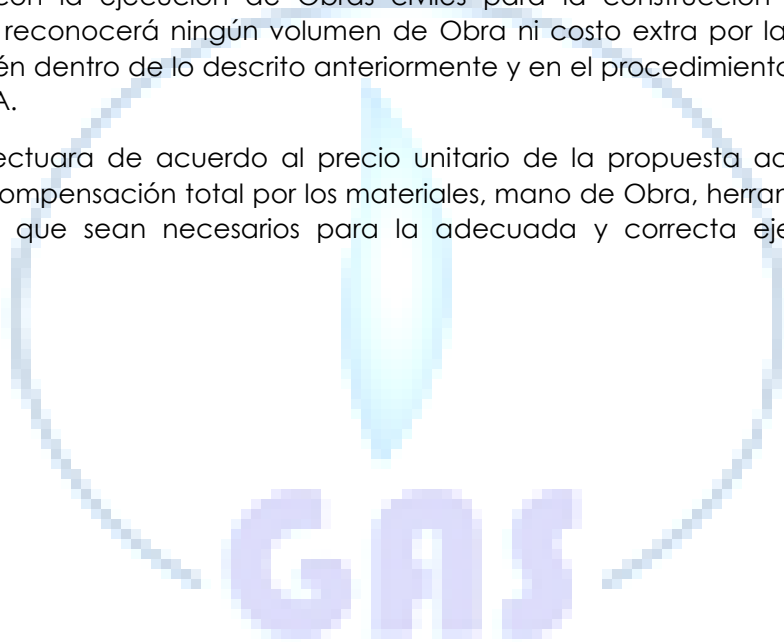 con la ejecución de Obras civiles para la construcción
reconocerá ningún volumen de Obra ni costo extra por la
én dentro de lo descrito anteriormente y en el procedimiento
A.
ectuara de acuerdo al precio unitario de la propuesta ac
ompensación total por los materiales, mano de Obra, herran
que sean necesarios para la adecuada y correcta eje
GAS